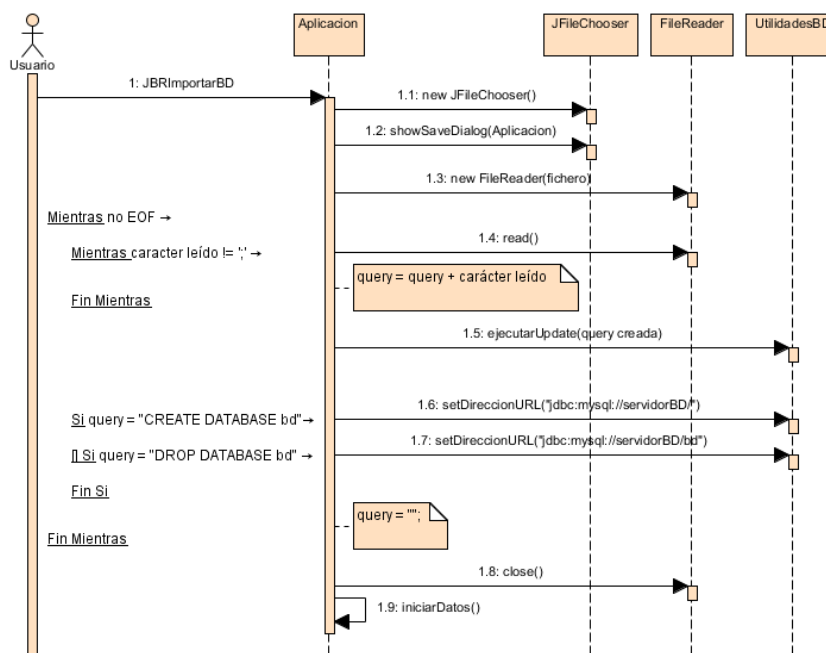 Aplicacion
JFileChooser
FileReader
UtilidadesBD
Usuario
1: JBRImportarBD
1.1: new JFileChooser()
1.2: showSaveDialog(Aplicacion)
1.3: new FileReader(fichero)
Mientras no EOF →
1.4: read()
Mientras caracter leído != ';' →
query = query + carácter leído
Fin Mientras
1.5: ejecutarUpdate(query creada)
1.6: setDireccionURL("jdbc:mysql://servidorBD/")
Si query = "CREATE DATABASE bd" →
1.7: setDireccionURL("jdbc:mysql://servidorBD/bd")
[] Si query = "DROP DATABASE bd" →
Fin Si
query = "";
Fin Mientras
1.8: close()
1.9: iniciarDatos()